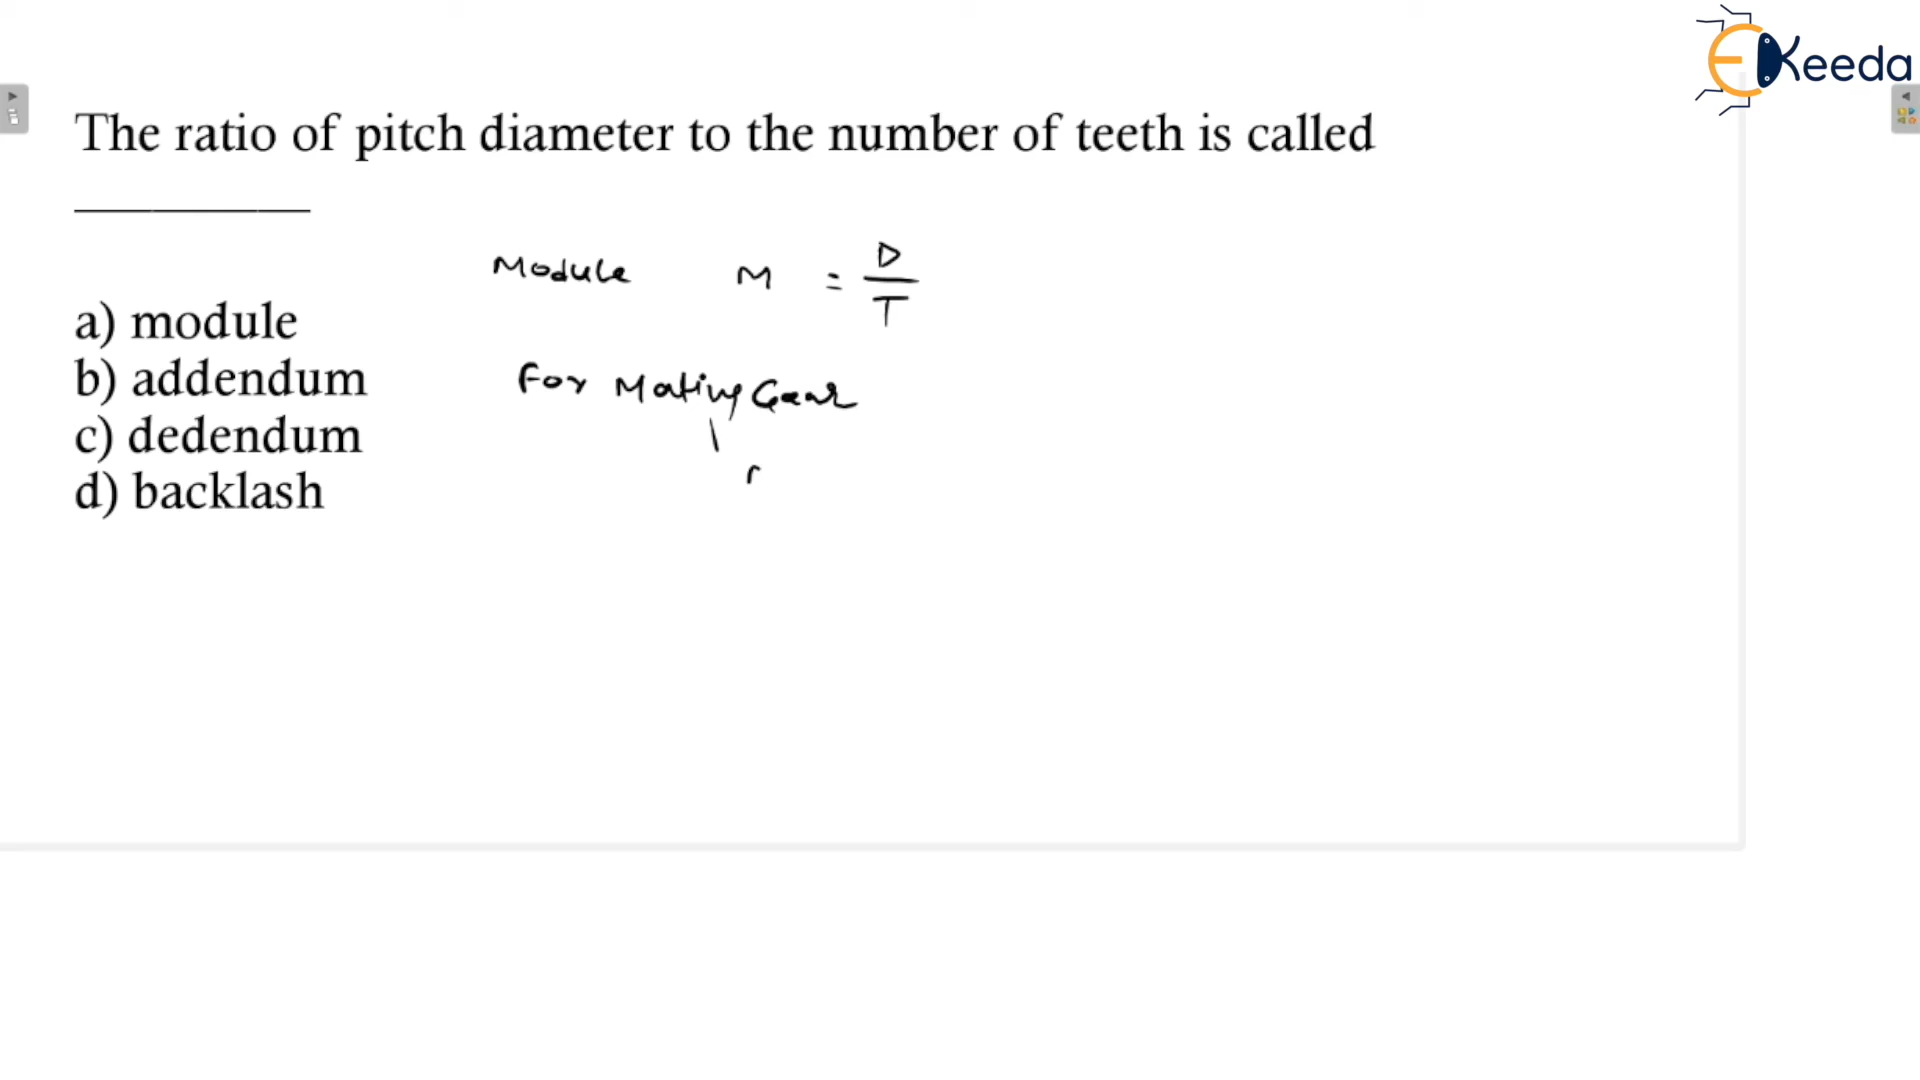 EKeeda
The ratio of pitch diameter to the number of teeth is called
___________
Module M = D
T
a) module
b) addendum
c) dedendum
d) backlash
For Mating Gear